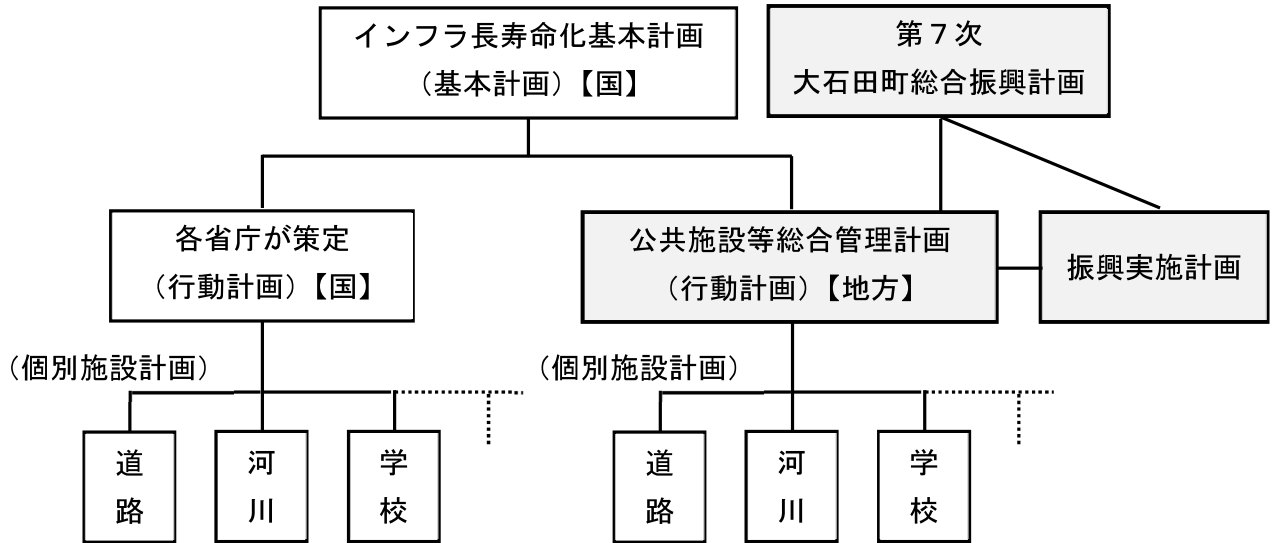 インフラ長寿命化基本計画
（基本計画）【国】
第７次
大石田町総合振興計画
各省庁が策定
（行動計画）【国】
公共施設等総合管理計画
（行動計画）【地方】
振興実施計画
（個別施設計画）
道路
河川
学校
（個別施設計画）
道路
河川
学校